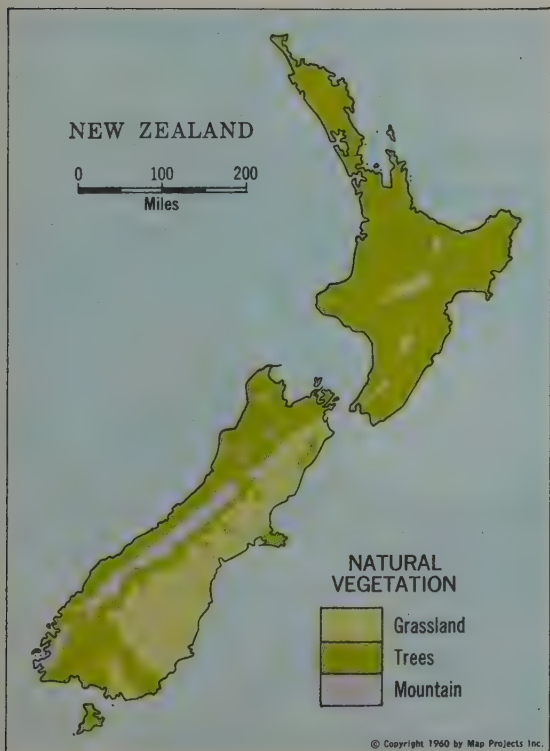 NEW ZEALAND
0 100 200
Miles
NATURAL
VEGETATION
Grassland
Trees
Mountain
© Copyright 1960 by Map Projects Inc.